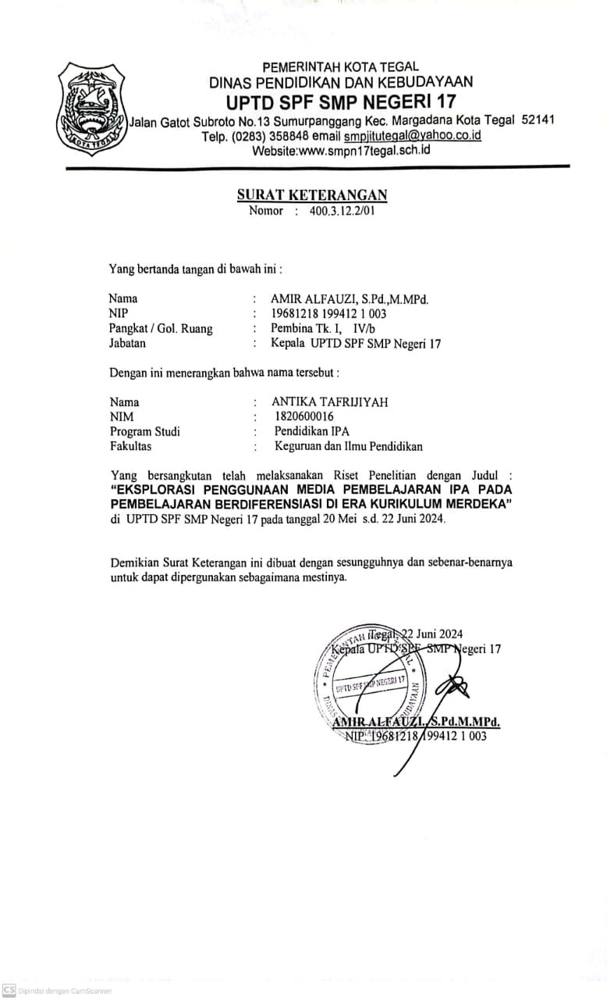 PEMERINTAH KOTA TEGAL
DINAS PENDIDIKAN DAN KEBUDAYAAN
UPTD SPF SMP NEGERI 17
Jalan Gatot Subroto No.13 Sumurpanggang Kec. Margadana Kota Tegal 52141
Telp. (0283) 358848 email smpjitutegal@yahoo.co.id
Website:www.smpn17tegal.sch.id
KOTA TEGAL
SURAT KETERANGAN
Nomor : 400.3.12.2/01
Yang bertanda tangan di bawah ini :
Nama : AMIR ALFAUZI, S.Pd.,M.MPd.
NIP : 19681218 199412 1 003
Pangkat / Gol. Ruang : Pembina Tk. I, IV/b
Jabatan : Kepala UPTD SPF SMP Negeri 17
Dengan ini menerangkan bahwa nama tersebut :
Nama : ANTIKA TAFRIJIYAH
NIM : 1820600016
Program Studi : Pendidikan IPA
Fakultas : Keguruan dan Ilmu Pendidikan
Yang bersangkutan telah melaksanakan Riset Penelitian dengan Judul :
“EKSPLORASI PENGGUNAAN MEDIA PEMBELAJARAN IPA PADA
PEMBELAJARAN BERDIFERENSIASI DI ERA KURIKULUM MERDEKA”
di UPTD SPF SMP Negeri 17 pada tanggal 20 Mei s.d. 22 Juni 2024.
Demikian Surat Keterangan ini dibuat dengan sesungguhnya dan sebenar-benarnya
untuk dapat dipergunakan sebagaimana mestinya.
Tegal, 22 Juni 2024
Kepala UPTD SPF SMP Negeri 17
UPTD SPF SMP NEGERI 17
AMIR ALFAUZI, S.Pd.M.MPd.
NIP. 19681218 199412 1 003
CS Dipindai dengan CamScanner